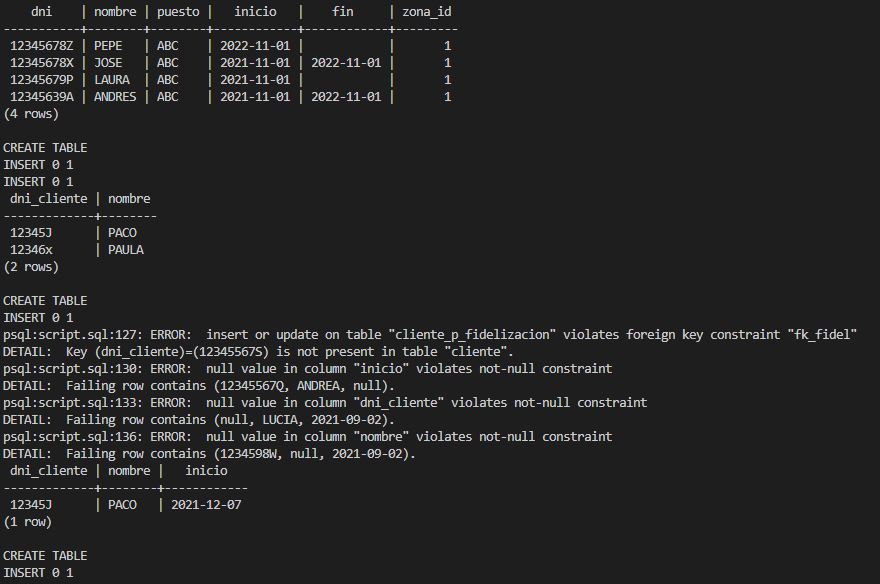 dni    | nombre | puesto |   inicio   |    fin     | zona_id
-----------+--------+--------+------------+------------+---------
 12345678Z | PEPE   | ABC    | 2022-11-01 |            |       1
 12345678X | JOSE   | ABC    | 2021-11-01 | 2022-11-01 |       1
 12345679P | LAURA  | ABC    | 2021-11-01 |            |       1
 12345639A | ANDRES | ABC    | 2021-11-01 | 2022-11-01 |       1
(4 rows)

CREATE TABLE
INSERT 0 1
INSERT 0 1
 dni_cliente | nombre
-------------+--------
 12345J      | PACO
 12346x      | PAULA
(2 rows)

CREATE TABLE
INSERT 0 1
psql:script.sql:127: ERROR:  insert or update on table "cliente_p_fidelizacion" violates foreign key constraint "fk_fidel"
DETAIL:  Key (dni_cliente)=(12345567S) is not present in table "cliente".
psql:script.sql:130: ERROR:  null value in column "inicio" violates not-null constraint
DETAIL:  Failing row contains (12345567Q, ANDREA, null).
psql:script.sql:133: ERROR:  null value in column "dni_cliente" violates not-null constraint
DETAIL:  Failing row contains (null, LUCIA, 2021-09-02).
psql:script.sql:136: ERROR:  null value in column "nombre" violates not-null constraint
DETAIL:  Failing row contains (1234598W, null, 2021-09-02).
 dni_cliente | nombre |   inicio
-------------+--------+------------
 12345J      | PACO   | 2021-12-07
(1 row)

CREATE TABLE
INSERT 0 1